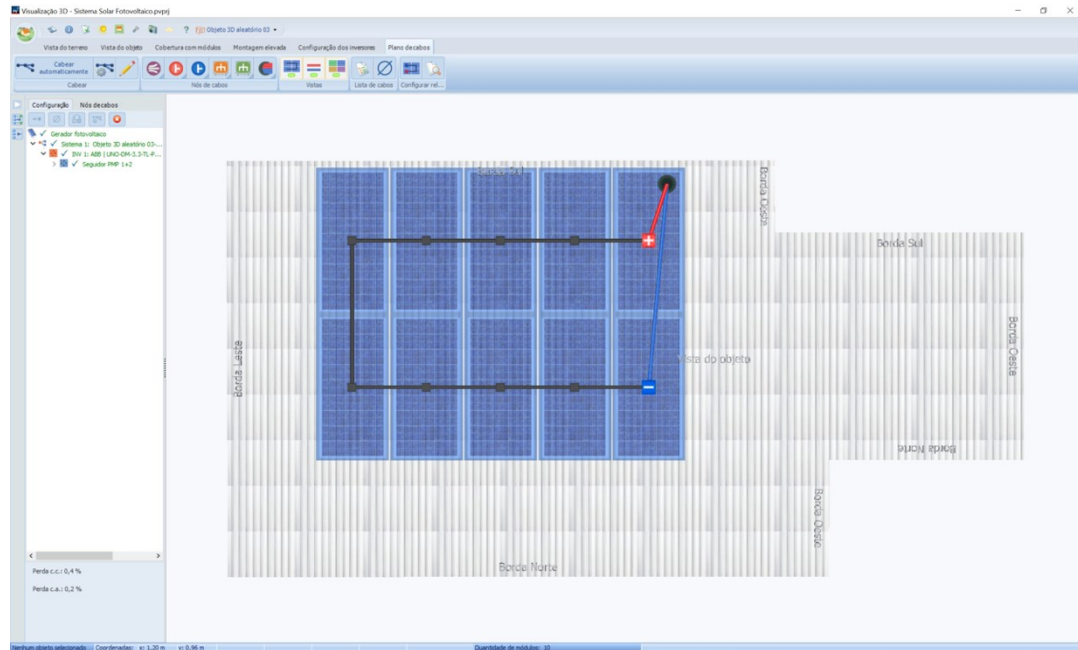 Visualização 3D - Sistema Solar Fotovoltaico.pvprj
Objeto 3D aleatório 03
Vista do terreno Vista do objeto Cobertura com módulos Montagem elevada Configuração dos inversores Plano de cabos
Cabear
automaticamente
Cabear Nós de cabos Vistas Lista de cabos Configurar rel...
Configuração Nós de cabos
Gerador fotovoltaico
Sistema 1: Objeto 3D aleatório 03-...
INV 1: ABB | UNO-DM-3.3-TL-P...
Seguidor PMP 1+2
Borda Sul
Borda Oeste
Borda Sul
Borda Oeste
Borda Leste
Vista do objeto
Borda Norte
Borda Oeste
Borda Norte
Perda c.c.: 0,4 %
Perda c.a.: 0,2 %
Nenhum objeto selecionado Coordenadas: x: 1,20 m y: 0,96 m Quantidade de módulos: 10